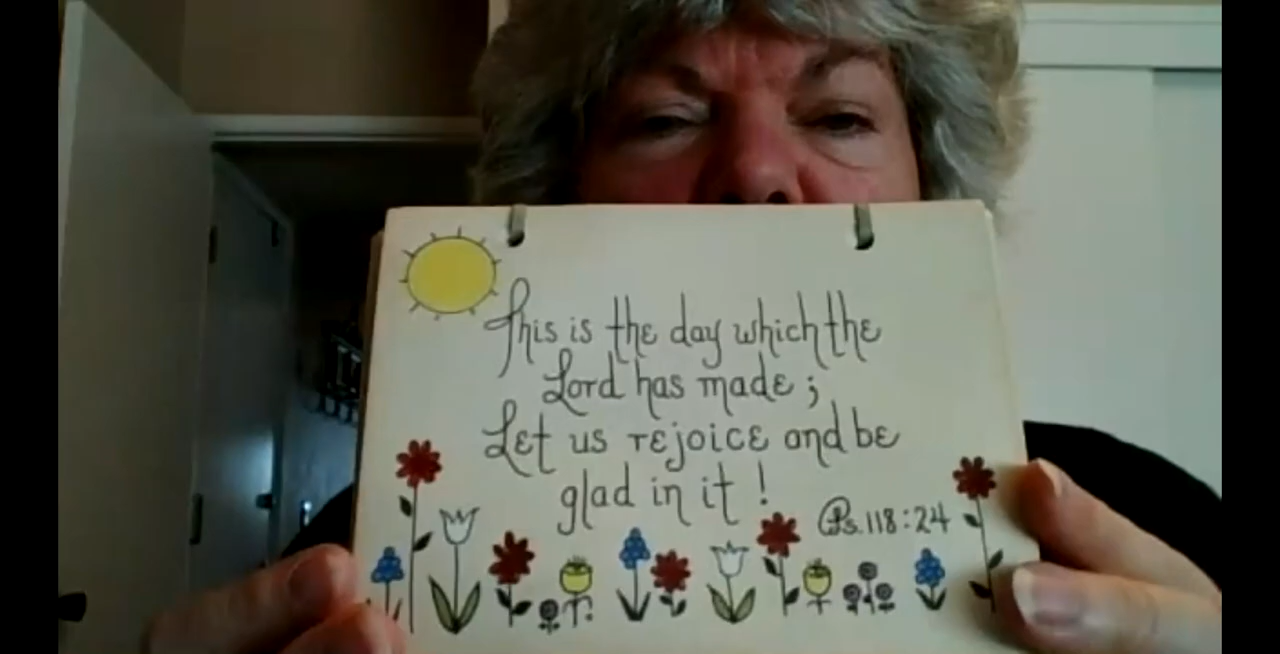 This is the day which the
Lord has made;
Let us rejoice and be
glad in it!
Ps. 118:24